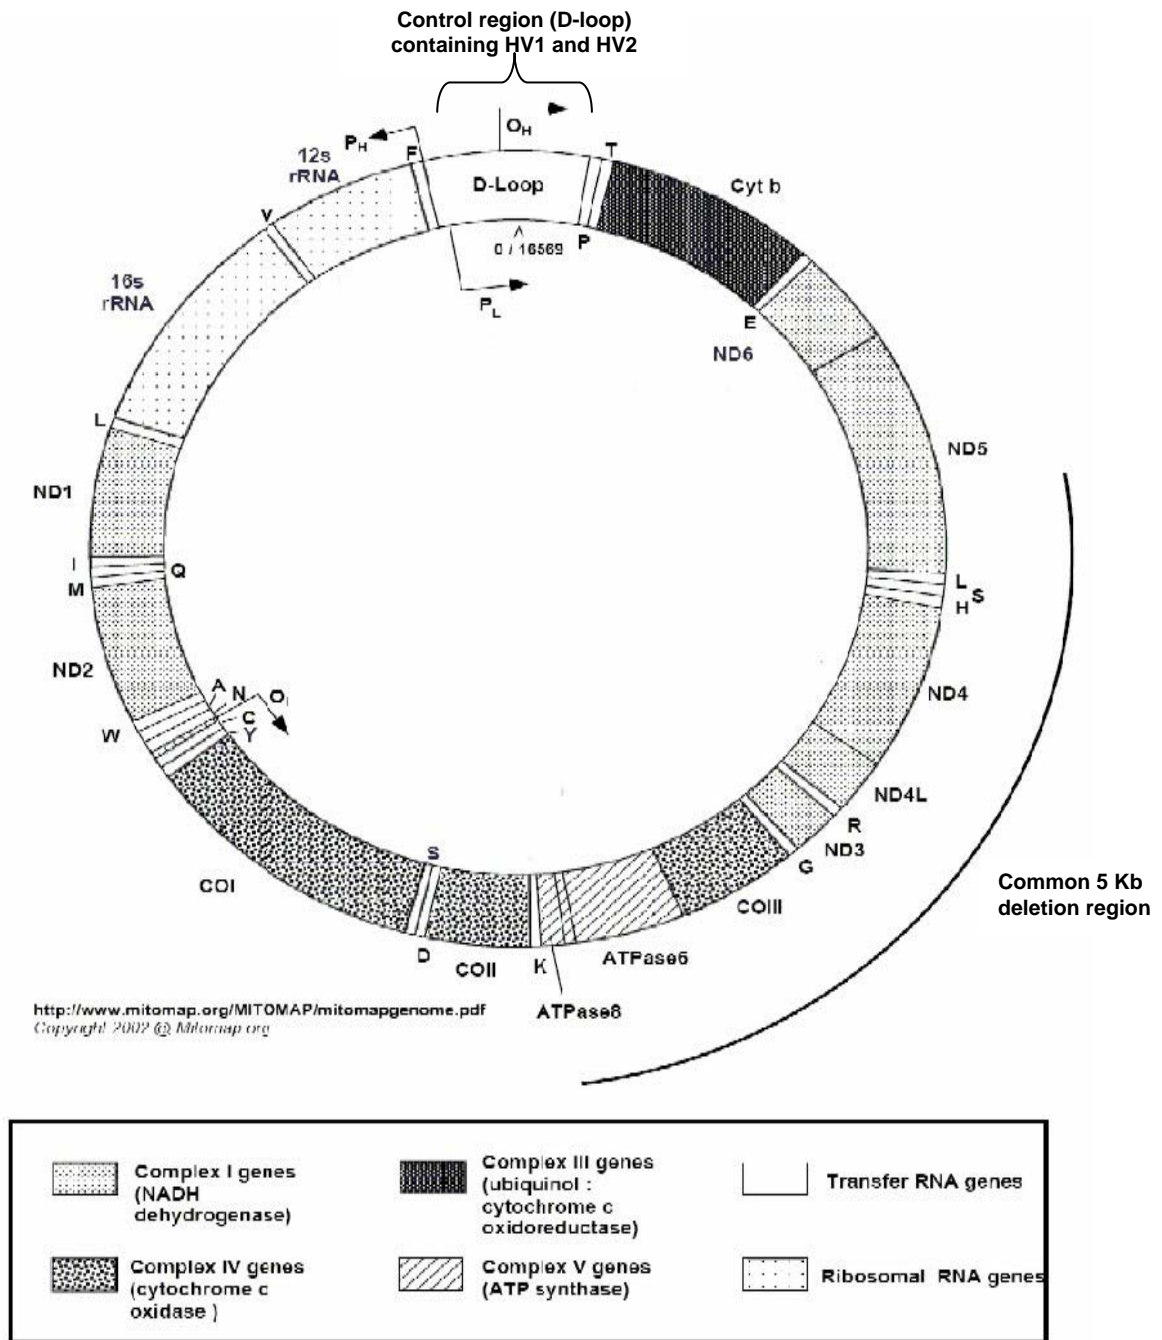 Control region (D-loop)
containing HV1 and HV2
OH
PH
F
T
12s
rRNA
D-Loop
Cyt b
V
P
0 / 16569
16s
rRNA
PL
E
ND6
L
ND5
ND1
I
Q
M
L
S
H
ND2
ND4
A
N
O
C
W
Y
ND4L
R
ND3
S
G
COI
Common 5 Kb
deletion region
COIII
D
COII
K
ATPase6
http://www.mitomap.org/MITOMAP/mitomapgenome.pdf
ATPase8
Copyright 2002 @ Mitomap.org
Complex I genes
(NADH
dehydrogenase)
Complex III genes
(ubiquinol :
cytochrome c
oxidoreductase)
Transfer RNA genes
Complex IV genes
(cytochrome c
oxidase )
Complex V genes
(ATP synthase)
Ribosomal RNA genes